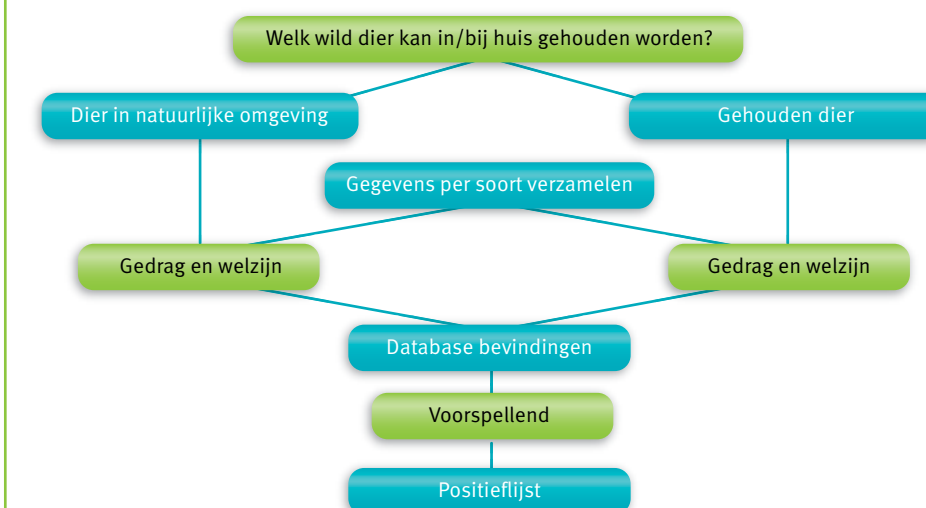 Welk wild dier kan in/bij huis gehouden worden?
Dier in natuurlijke omgeving
Gehouden dier
Gegevens per soort verzamelen
Gedrag en welzijn
Gedrag en welzijn
Database bevindingen
Voorspellend
Positieflijst